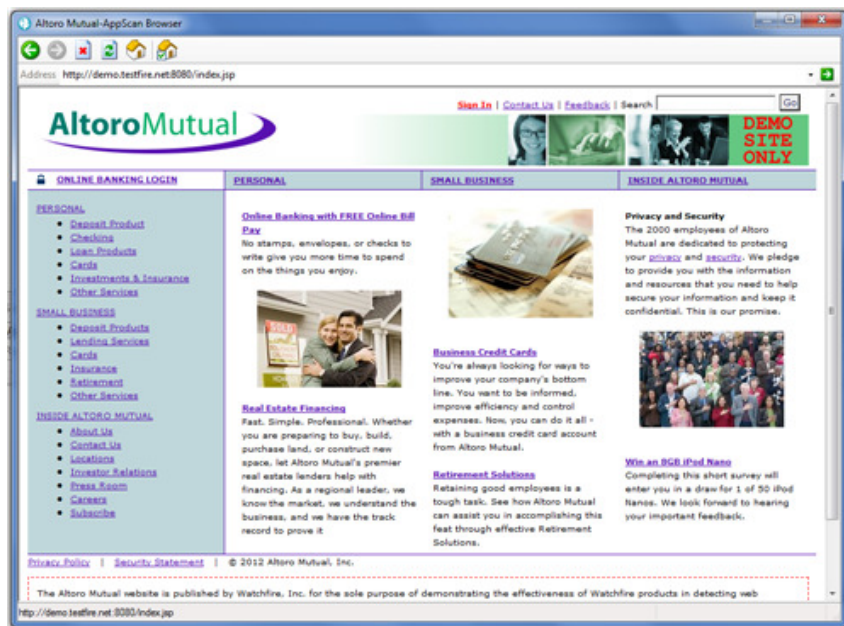 Altoro Mutual-AppScan Browser
Address http://demo.testfire.net:8080/index.jsp
Sign In | Contact Us | Feedback | Search Go
AltoroMutual
DEMO
SITE
ONLY
ONLINE BANKING LOGIN
PERSONAL
SMALL BUSINESS
INSIDE ALTORO MUTUAL
PERSONAL
Deposit Product
Checking
Loan Products
Cards
Investments & Insurance
Other Services
SMALL BUSINESS
Deposit Products
Lending Services
Cards
Insurance
Retirement
Other Services
INSIDE ALTORO MUTUAL
About Us
Contact Us
Locations
Investor Relations
Press Room
Careers
Subscribe
Online Banking with FREE Online Bill
Pay
No stamps, envelopes, or checks to
write give you more time to spend
on the things you enjoy.
SOLD
Real Estate Financing
Fast. Simple. Professional. Whether
you are preparing to buy, build,
purchase land, or construct new
space, let Altoro Mutual's premier
real estate lenders help with
financing. As a regional leader, we
know the market, we understand the
business, and we have the track
record to prove it
Business Credit Cards
You're always looking for ways to
improve your company's bottom
line. You want to be informed,
improve efficiency and control
expenses. Now, you can do it all -
with a business credit card account
from Altoro Mutual.
Retirement Solutions
Retaining good employees is a
tough task. See how Altoro Mutual
can assist you in accomplishing this
feat through effective Retirement
Solutions.
Privacy and Security
The 2000 employees of Altoro
Mutual are dedicated to protecting
your privacy and security. We pledge
to provide you with the information
and resources that you need to help
secure your information and keep it
confidential. This is our promise.
Win an 8GB iPod Nano
Completing this short survey will
enter you in a draw for 1 of 50 iPod
Nanos. We look forward to hearing
your important feedback.
Privacy Policy | Security Statement | © 2012 Altoro Mutual, Inc.
The Altoro Mutual website is published by Watchfire, Inc. for the sole purpose of demonstrating the effectiveness of Watchfire products in detecting web
http://demo.testfire.net:8080/index.jsp